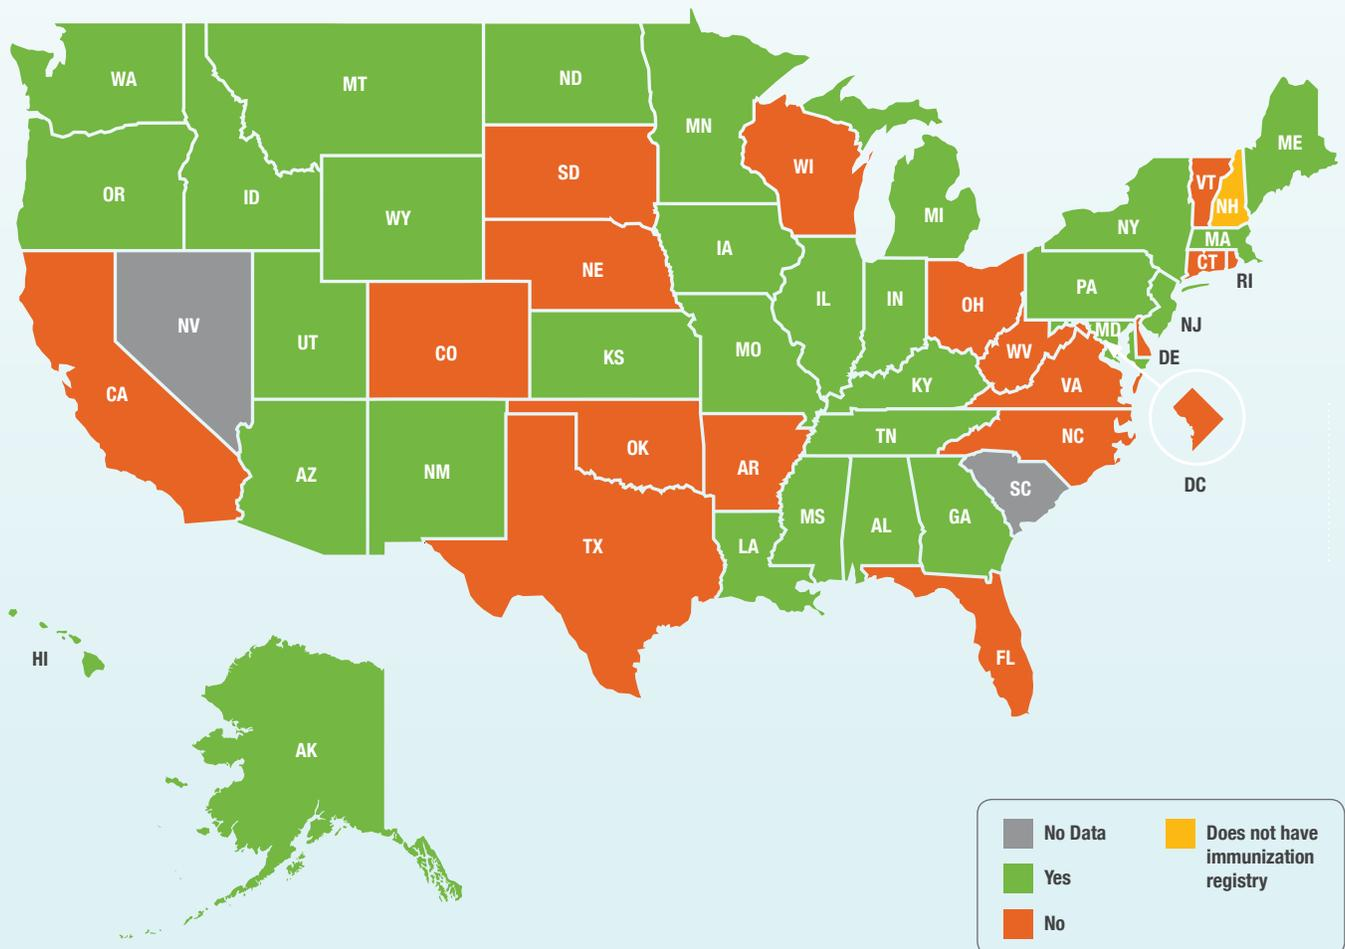 WA
MT
ND
MN
OR
ID
WY
SD
WI
MI
ME
VT
NH
NY
MA
CT
RI
NV
UT
CO
NE
IA
IL
IN
OH
PA
NJ
CA
KS
MO
KY
WV
VA
MD
DE
AZ
NM
OK
AR
TN
NC
DC
TX
LA
MS
AL
GA
SC
FL
HI
AK
No Data
Yes
No
Does not have
immunization
registry